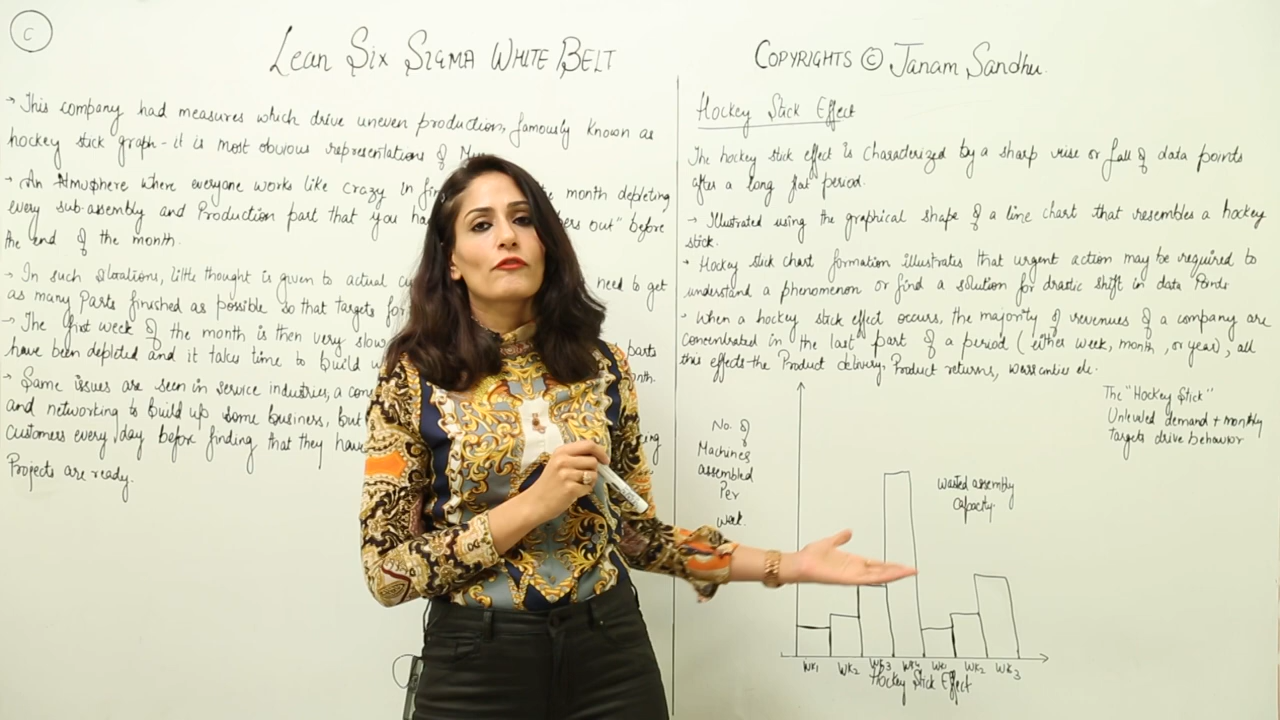 C
Lean Six Sigma White Belt
Copyrights © Janam Sandhu.
→ This company had measures which drive uneven production, famously known as
hockey stick graph - it is most obvious representations of
→ An Atmosphere where everyone works like crazy in the month depleting
every sub-assembly and Production part that you out" before
the end of the month.
→ In such situations, little thought is given to actual need to get
as many Parts finished as possible so that targets
→ The first week of the month is then very parts
have been depleted and it takes time to build
→ Same issues are seen in service industries, a
and networking to build up some business, but
customers every day before finding that they
Projects are ready.
Hockey Stick Effect
The hockey stick effect is characterized by a sharp rise or fall of data points
after a long flat period.
→ Illustrated using the graphical shape of a line chart that resembles a hockey
stick.
→ Hockey stick chart formation illustrates that urgent action may be required to
understand a phenomenon or find a solution for drastic shift in data Points
→ When a hockey stick effect occurs, the majority of revenues of a company are
concentrated in the last part of a period (either week, month, or year), all
this effects the Product delivery, Product returns, warranties etc.
The "Hockey Stick"
Unleveled demand + monthly
Targets drive behavior
No. of
Machines
assembled
Per
week.
Wasted assembly
Capacity.
Wk1 Wk2 Wk3 Wk4 Wk1 Wk2 Wk3
Hockey Stick Effect